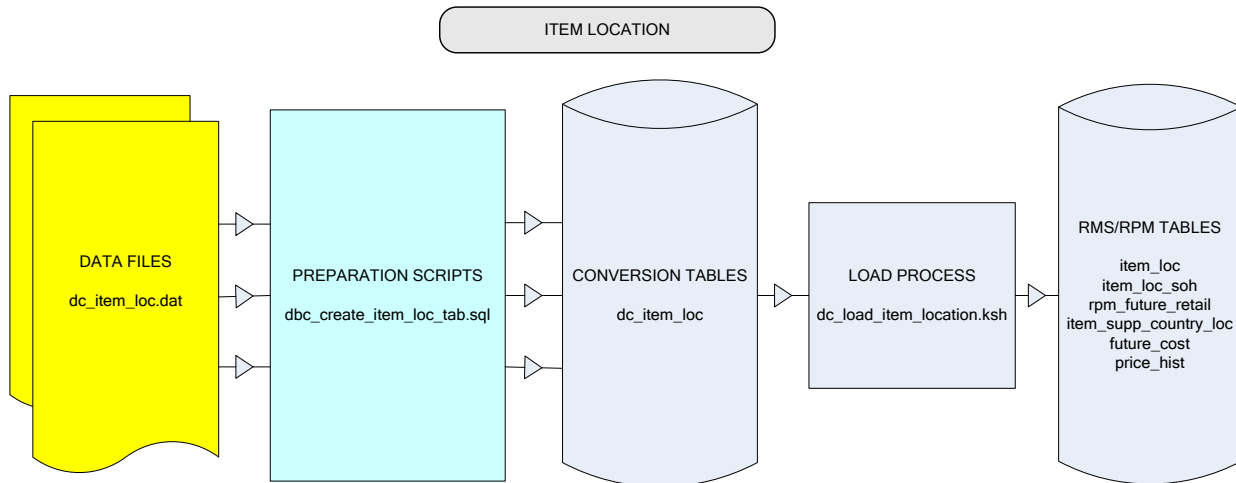 ITEM LOCATION
DATA FILES
dc_item_loc.dat
PREPARATION SCRIPTS
dbc_create_item_loc_tab.sql
CONVERSION TABLES
dc_item_loc
LOAD PROCESS
dc_load_item_location.ksh
RMS/RPM TABLES
item_loc
item_loc_soh
rpm_future_retail
item_supp_country_loc
future_cost
price_hist